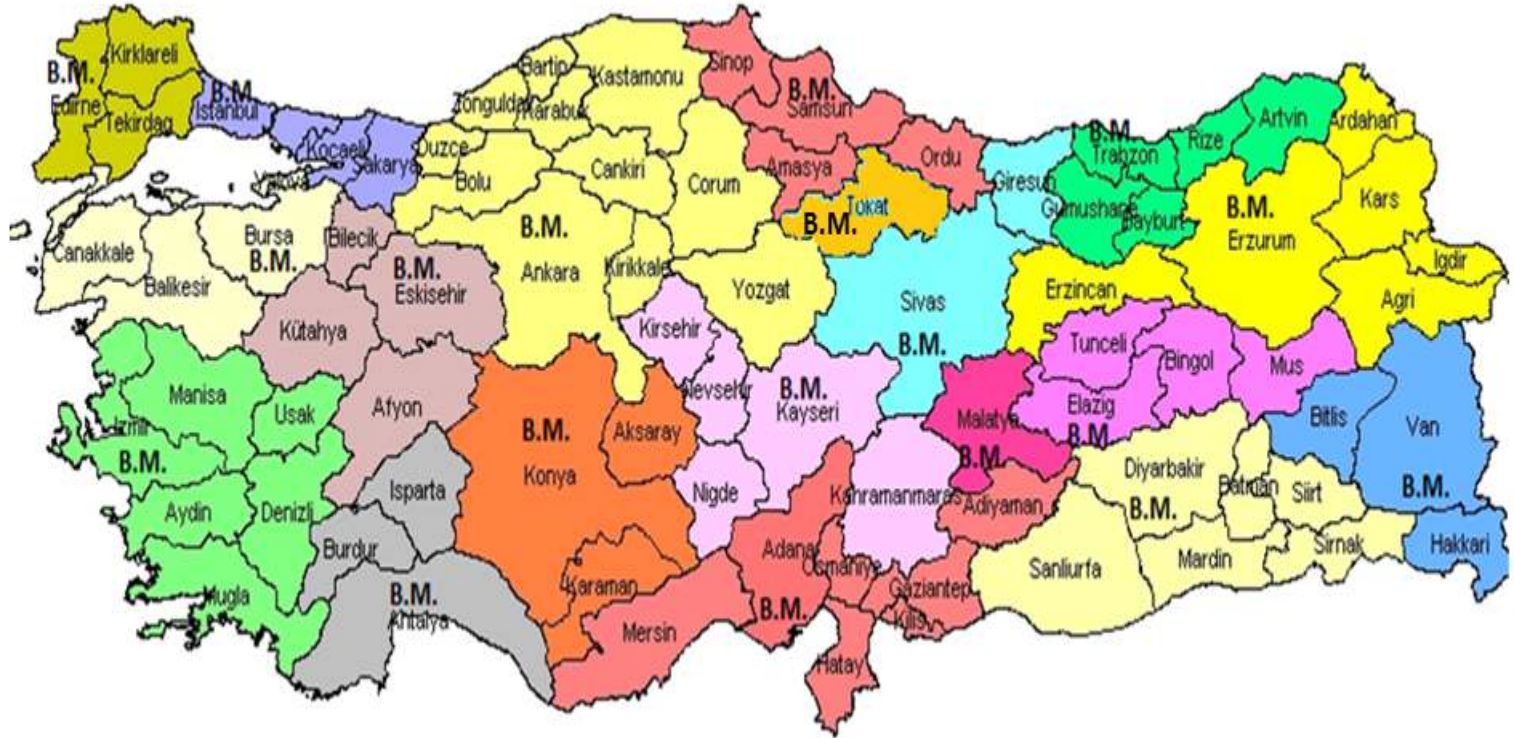 Kirklareli
B.M.
Edirne
Tekirdag
B.M.
Istanbul
Kocaeli
Sakarya
Yalova
Bartin
Kastamonu
Zonguldak
Karabuk
Duzce
Bolu
Cankiri
Corum
Sinop
B.M.
Samsun
Amasya
Ordu
Tokat
B.M.
Giresun
B.M.
Trabzon
Rize
Artvin
Ardahan
Gumushane
Bayburt
B.M.
Erzurum
Kars
Igdir
Agri
Erzincan
Canakkale
Bursa
B.M.
Balikesir
Bilecik
B.M.
Eskisehir
Kütahya
B.M.
Ankara
Kirikkale
Yozgat
Sivas
B.M.
Kirsehir
Nevsehir
B.M.
Kayseri
Tunceli
Bingol
Mus
Elazig
B.M.
Malatya
B.M.
Bitlis
Van
B.M.
Manisa
Usak
Izmir
B.M.
Afyon
B.M.
Konya
Aksaray
Nigde
Kahramanmaras
Adiyaman
Diyarbakir
B.M.
Batman
Siirt
Sirnak
Hakkari
Aydin
Denizli
Isparta
Burdur
Mugla
B.M.
Antalya
Karaman
Mersin
Adana
B.M.
Osmaniye
Gaziantep
Kilis
Hatay
Sanliurfa
Mardin